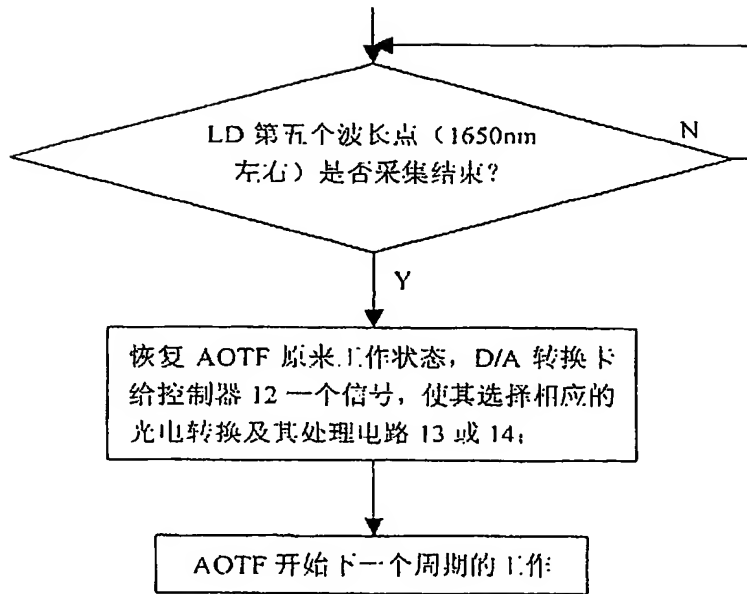 LD 第五个波长点（1650nm
左右）是否采集结束？
N
Y
恢复 AOTF 原来工作状态，D/A 转换卡
给控制器 12 一个信号，使其选择相应的
光电转换及其处理电路 13 或 14；
AOTF 开始下一个周期的工作